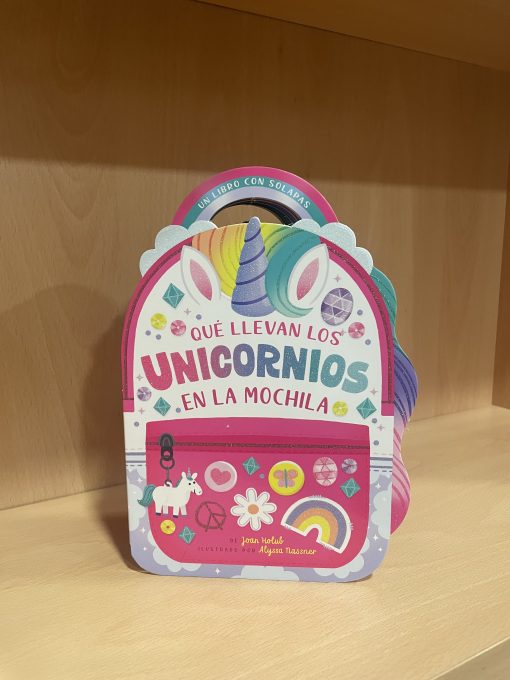 UN LIBRO CON SOLAPAS
QUÉ LLEVAN LOS
UNICORNIOS
EN LA MOCHILA
DE Joan Holub
ILUSTRADO POR Alyssa Nassner